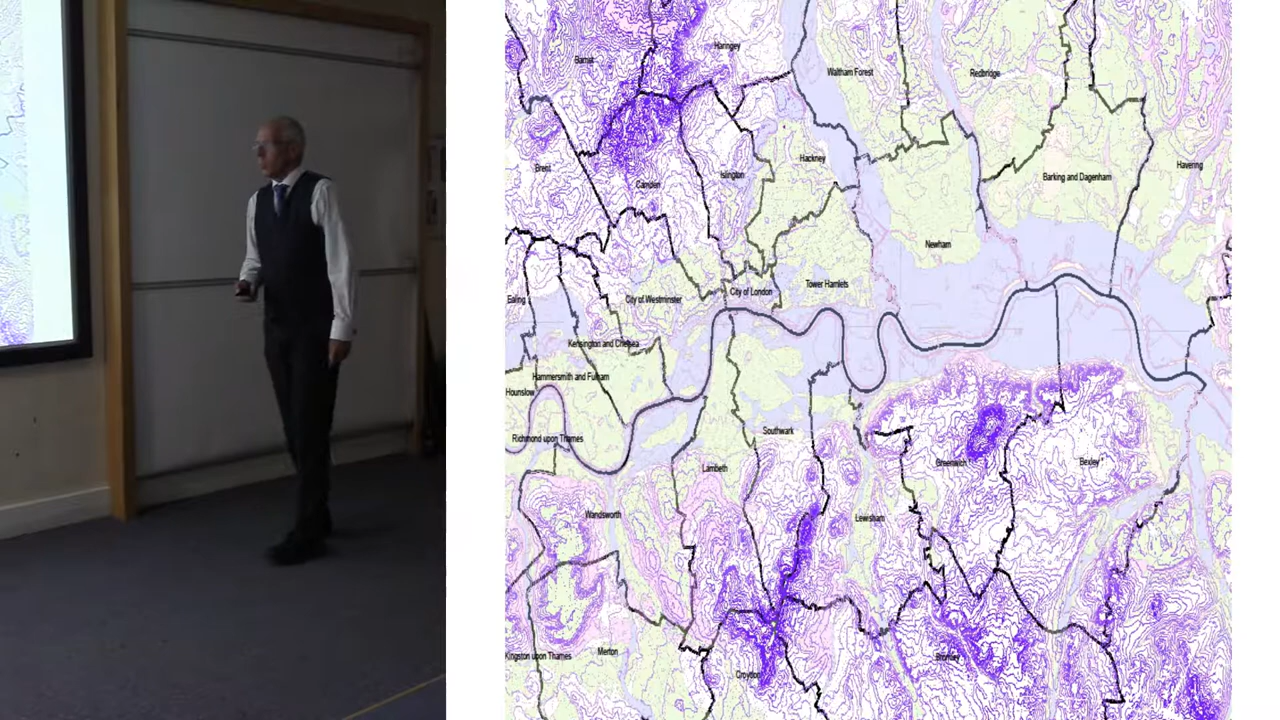 Haringey
Barnet
Waltham Forest
Redbridge
Hackney
Havering
Brent
Islington
Barking and Dagenham
Camden
Newham
Tower Hamlets
City of London
Ealing
City of Westminster
Kensington and Chelsea
Hammersmith and Fulham
Hounslow
Southwark
Richmond upon Thames
Greenwich
Bexley
Lambeth
Wandsworth
Lewisham
Merton
Kingston upon Thames
Bromley
Croydon